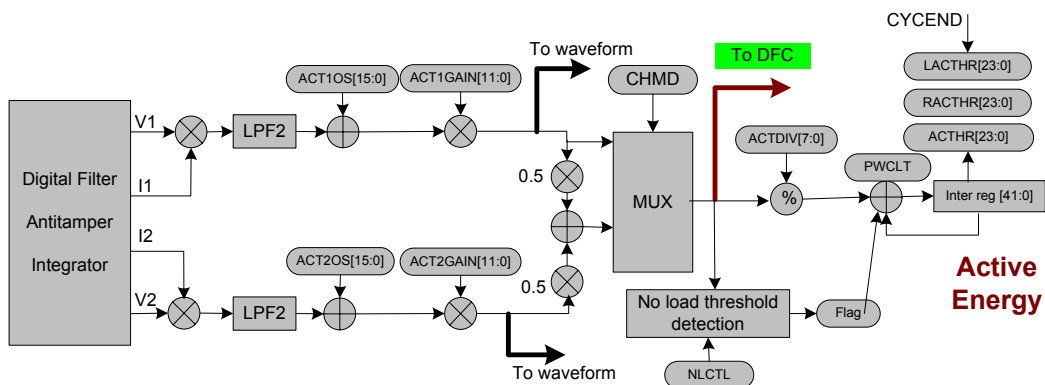 CYCEND
To waveform
To DFC
LACTHR[23:0]
ACT1OS[15:0]
ACT1GAIN[11:0]
CHMD
RACTHR[23:0]
V1
LPF2
ACTDIV[7:0]
ACTHR[23:0]
PWCLT
Digital Filter
Antitamper
Integrator
I1
0.5
MUX
%
Inter reg [41:0]
I2
ACT2OS[15:0]
ACT2GAIN[11:0]
0.5
Active
Energy
V2
LPF2
No load threshold
detection
Flag
To waveform
NLCTL